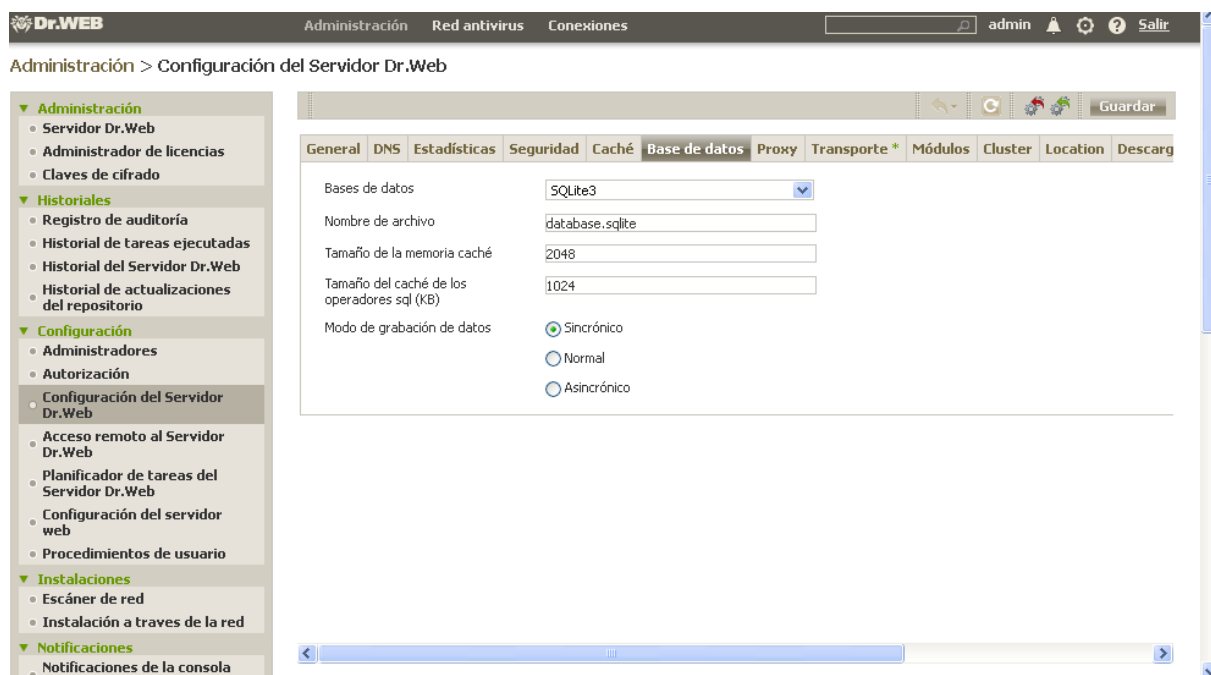 Dr.WEB
Administración Red antivirus Conexiones admin Salir
Administración > Configuración del Servidor Dr.Web
Administración
Servidor Dr.Web
Administrador de licencias
Claves de cifrado
Historiales
Registro de auditoría
Historial de tareas ejecutadas
Historial del Servidor Dr.Web
Historial de actualizaciones
del repositorio
Configuración
Administradores
Autorización
Configuración del Servidor
Dr.Web
Acceso remoto al Servidor
Dr.Web
Planificador de tareas del
Servidor Dr.Web
Configuración del servidor
web
Procedimientos de usuario
Instalaciones
Escáner de red
Instalación a traves de la red
Notificaciones
Notificaciones de la consola
Guardar
General DNS Estadísticas Seguridad Caché Base de datos Proxy Transporte * Módulos Cluster Location Descarg
Bases de datos SQLite3
Nombre de archivo database.sqlite
Tamaño de la memoria caché 2048
Tamaño del caché de los
operadores sql (KB) 1024
Modo de grabación de datos Sincrónico
Normal
Asincrónico